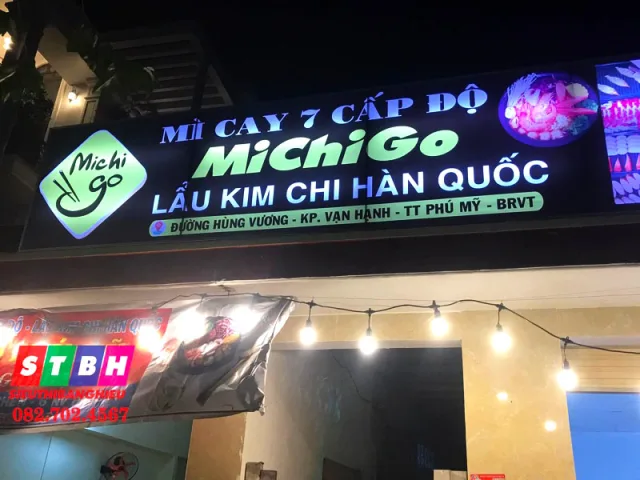 MÌ CAY 7 CẤP ĐỘ
Michi
go
MiChiGo
LẨU KIM CHI HÀN QUỐC
ĐƯỜNG HÙNG VƯƠNG - KP. VẠN HẠNH - TT PHÚ MỸ - BRVT
STBH
082.702.4567